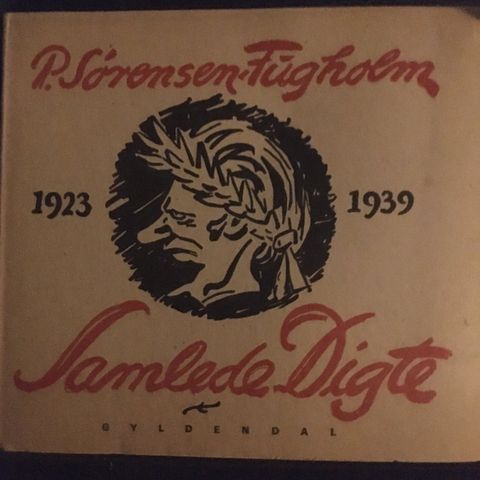 P. Sørensen-Fugholm
1923 1939
Samlede Digte
GYLDENDAL